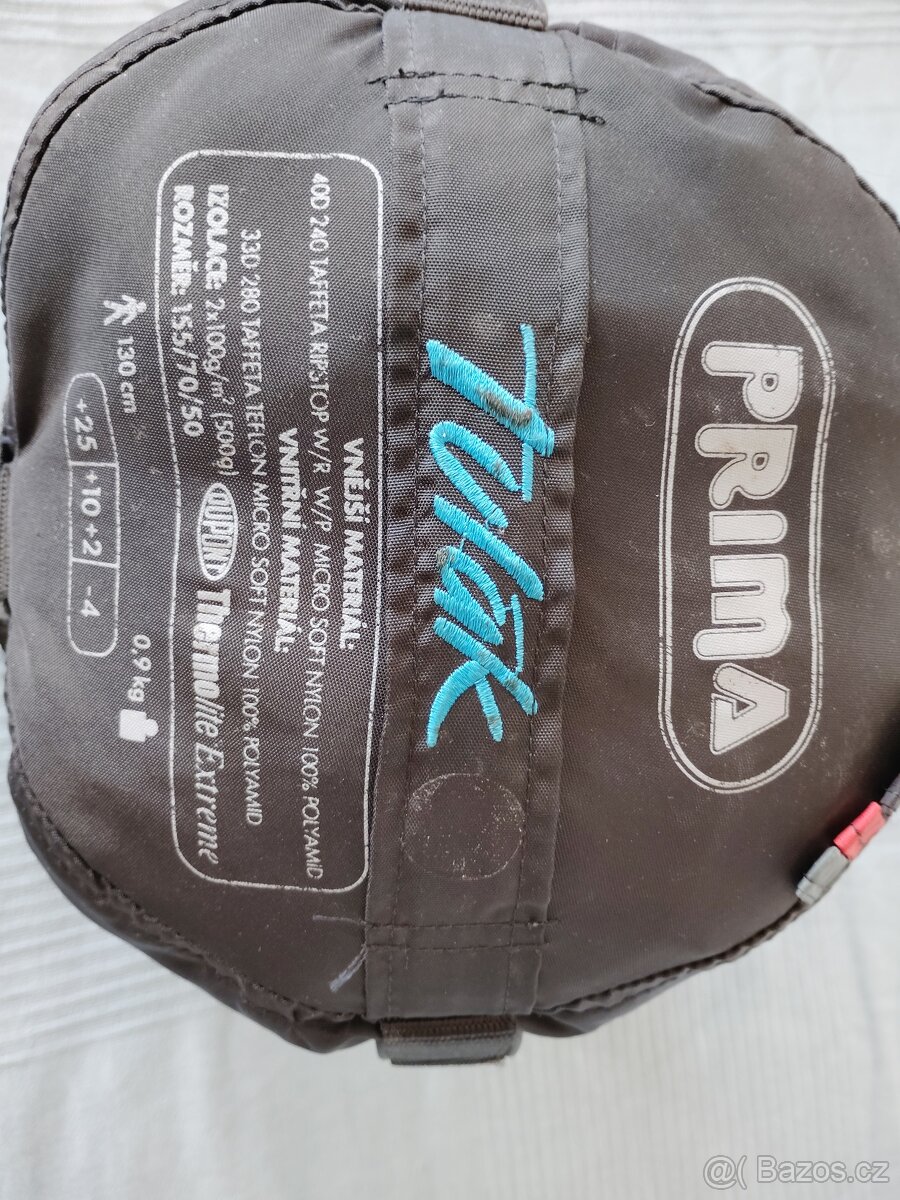 PRIMA
Tulák
VNĚJŠÍ MATERIÁL:
40D 240 TAFFETA RIPSTOP W/R W/P MICRO SOFT NYLON 100% POLYAMID
VNITŘNÍ MATERIÁL:
33D 280 TAFFETA TEFLON MICRO SOFT NYLON 100% POLYAMID
IZOLACE: 2x100g/m² (500g) DUPONT Thermolite Extreme
ROZMĚR: 155/70/50
130 cm
0,9 kg
+25 +10 +2 -4
@( Bazos.cz